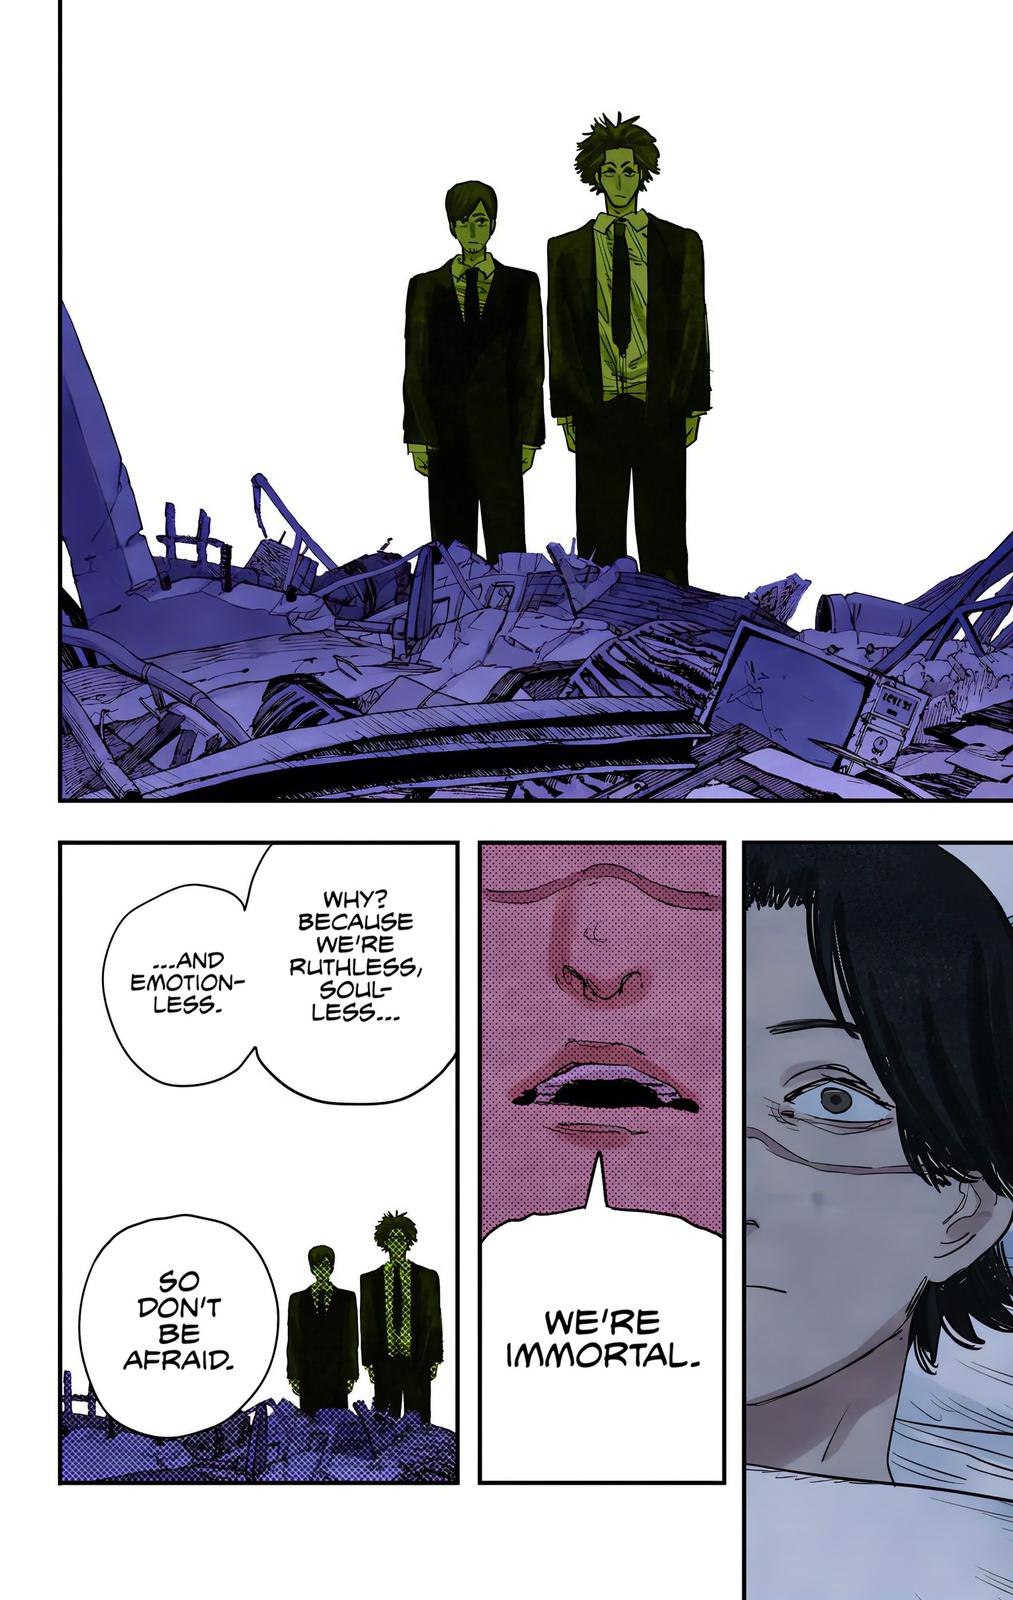 WE'RE
IMMORTAL.
WHY?
BECAUSE
WE'RE
RUTHLESS,
SOUL-
LESS...
...AND
EMOTION-
LESS.
SO
DON'T
BE
AFRAID.